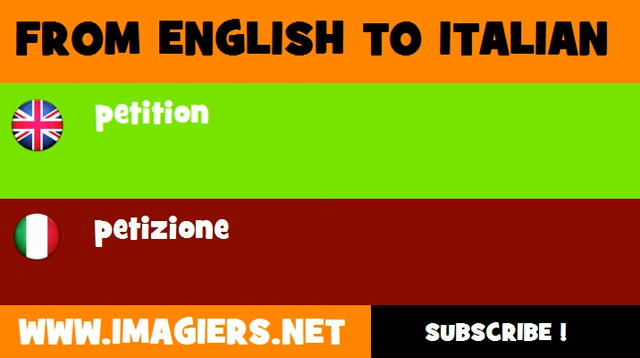 FROM ENGLISH TO ITALIAN
petition
petizione
WWW.IMAGIERS.NET
SUBSCRIBE !